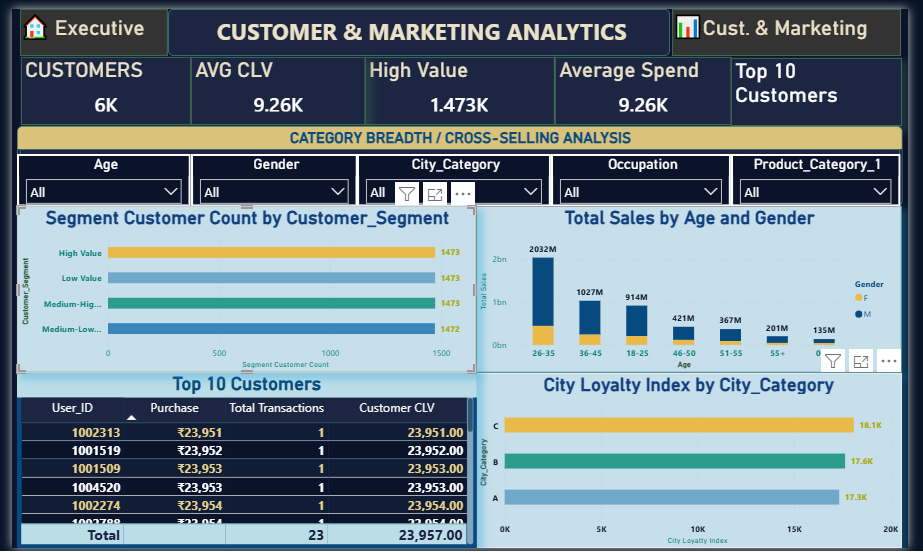 Executive
CUSTOMER & MARKETING ANALYTICS
Cust. & Marketing
CUSTOMERS
6K
AVG CLV
9.26K
High Value
1.473K
Average Spend
9.26K
Top 10
Customers
CATEGORY BREADTH / CROSS-SELLING ANALYSIS
Age
All
Gender
All
City_Category
All
Occupation
All
Product_Category_1
All
Segment Customer Count by Customer_Segment
Customer_Segment
High Value 1473
Low Value 1473
Medium-Hig... 1473
Medium-Low... 1472
0 500 1000 1500
Segment Customer Count
Total Sales by Age and Gender
Total Sales
2bn
1bn
0bn
2032M 1027M 914M 421M 367M 201M 135M
26-35 36-45 18-25 46-50 51-55 55+
Age
Gender
F
M
Top 10 Customers
User_ID Purchase Total Transactions Customer CLV
1002313 ₹23,951 1 23,951.00
1001519 ₹23,952 1 23,952.00
1001509 ₹23,953 1 23,953.00
1004520 ₹23,953 1 23,953.00
1002274 ₹23,954 1 23,954.00
Total 23 23,957.00
City Loyalty Index by City_Category
City_Category
C 18.1K
B 17.6K
A 17.3K
0K 5K 10K 15K 20K
City Loyalty Index